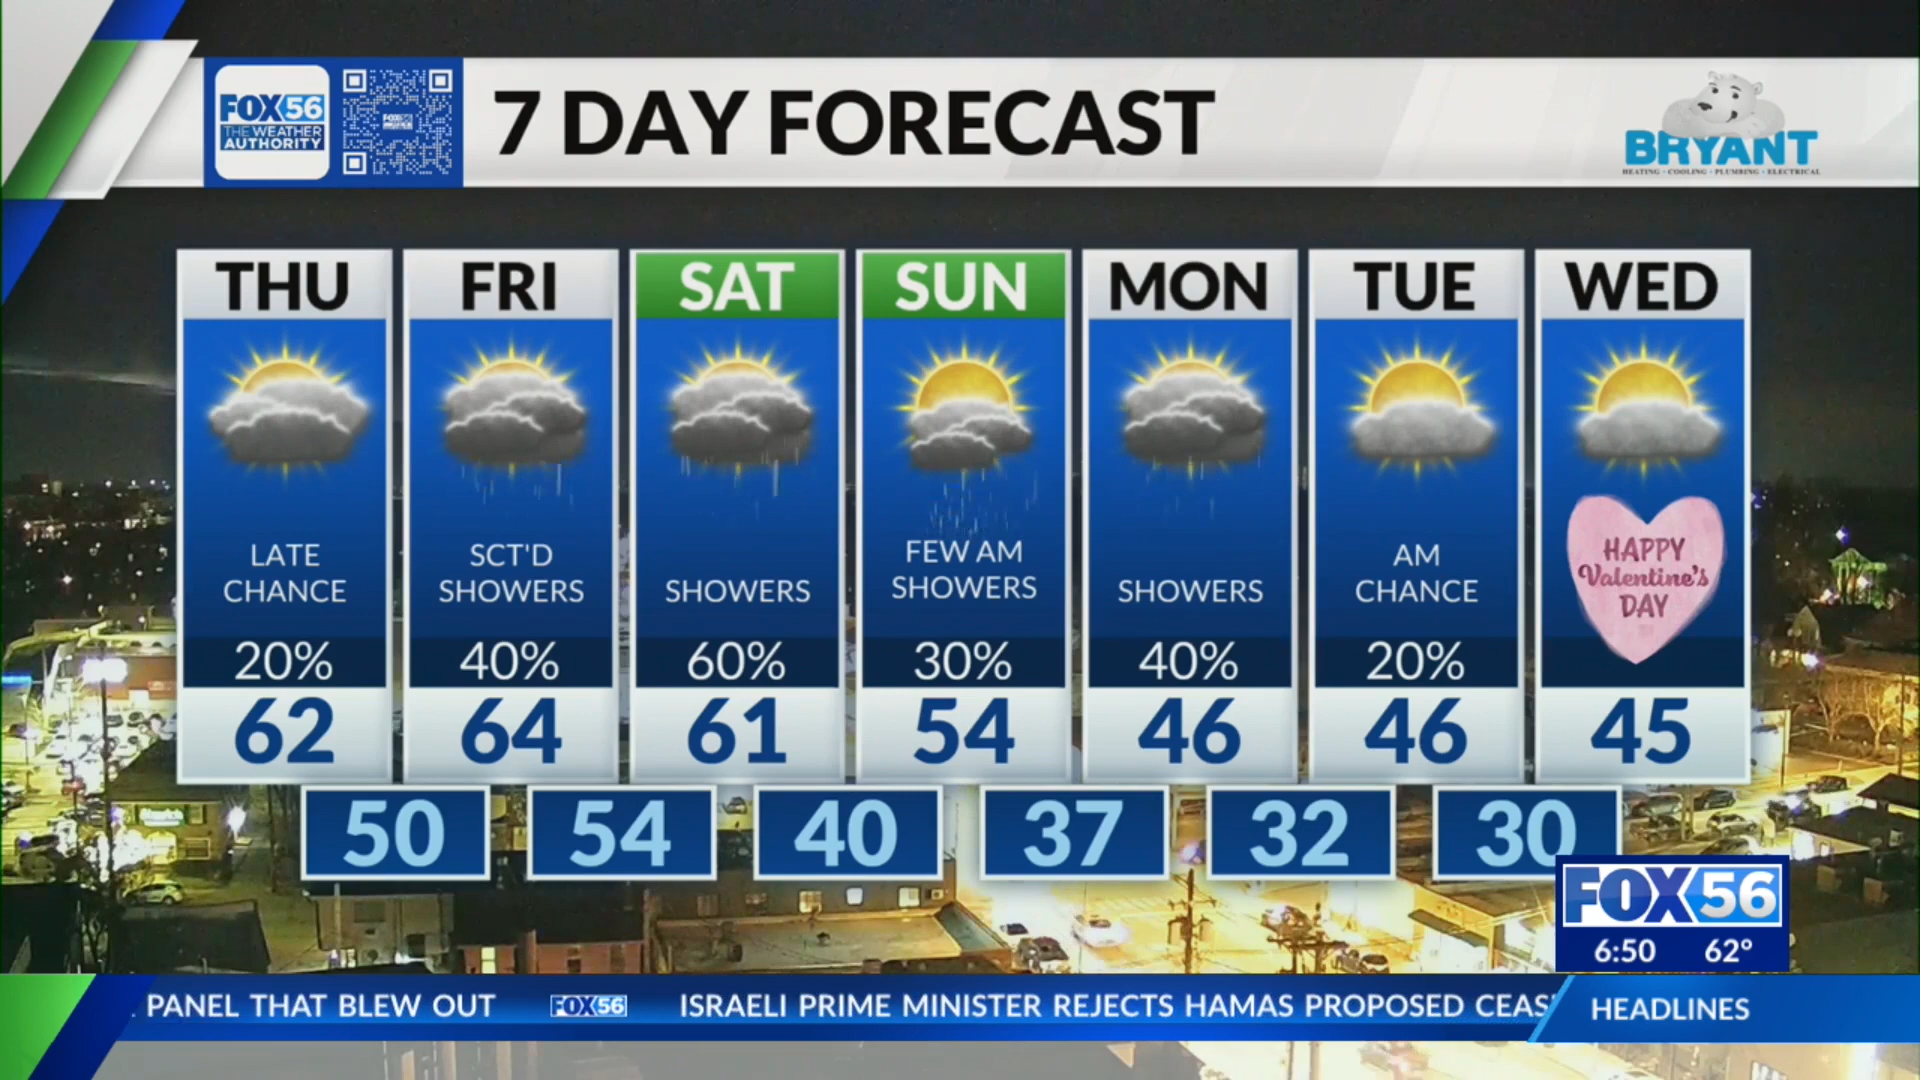 FOX56
THE WEATHER
AUTHORITY
FOX56
7 DAY FORECAST
BRYANT
HEATING · COOLING · PLUMBING · ELECTRICAL
THU
FRI
SAT
SUN
MON
TUE
WED
LATE
CHANCE
SCT'D
SHOWERS
SHOWERS
FEW AM
SHOWERS
SHOWERS
AM
CHANCE
HAPPY
Valentine's
DAY
20%
40%
60%
30%
40%
20%
62
64
61
54
46
46
45
50
54
40
37
32
30
FOX56
6:50 62°
PANEL THAT BLEW OUT FOX56 ISRAELI PRIME MINISTER REJECTS HAMAS PROPOSED CEAS
HEADLINES